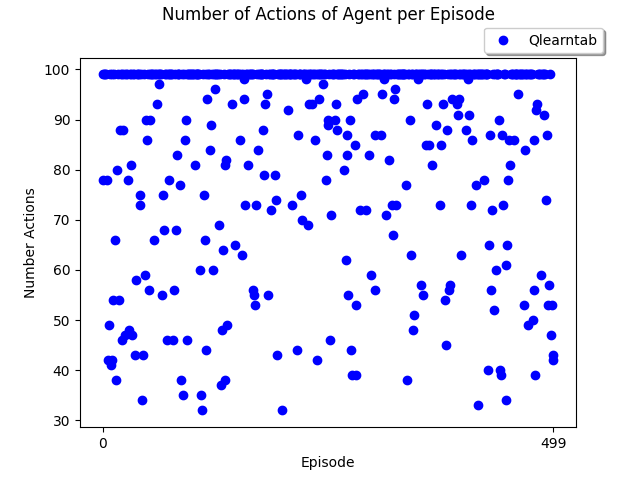 Number of Actions of Agent per Episode
Qlearntab
100
90
80
70
60
50
40
30
Number Actions
0
499
Episode